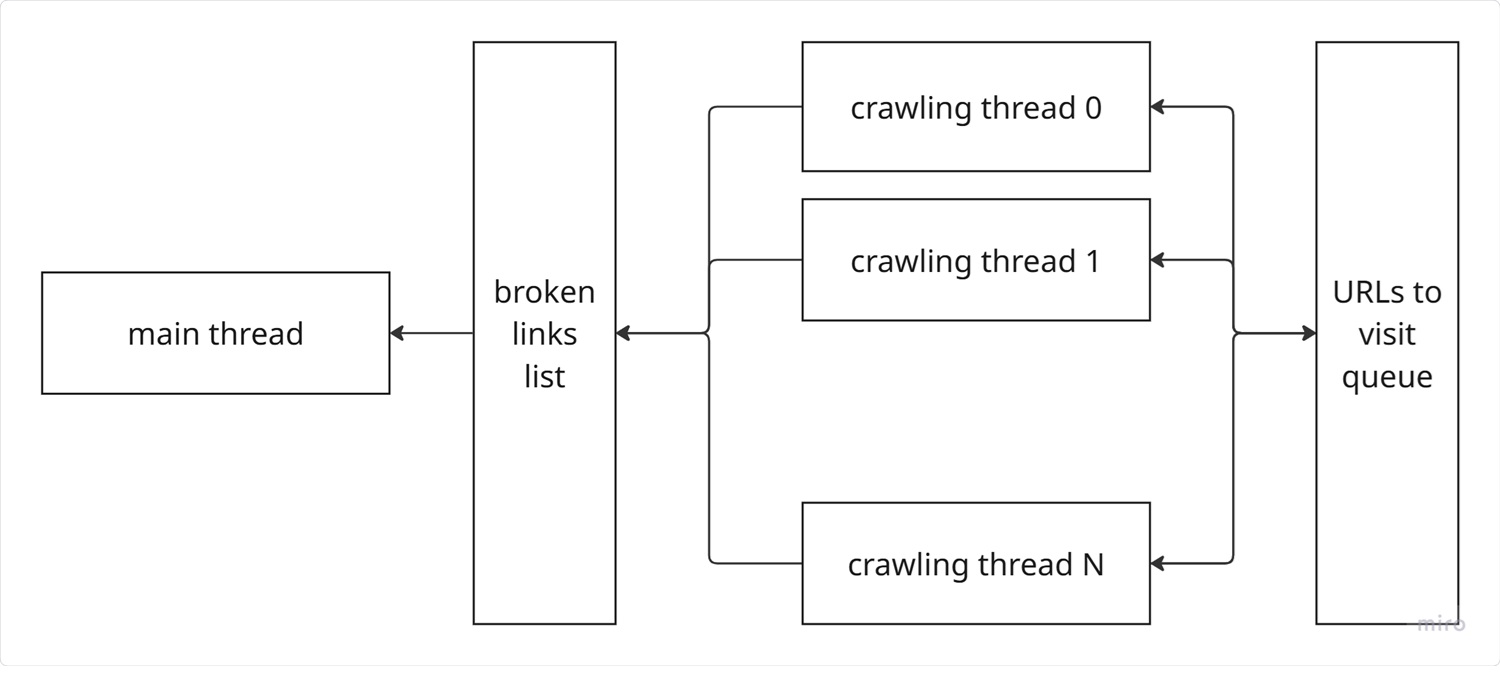 main thread
broken
links
list
crawling thread 0
crawling thread 1
crawling thread N
URLs to
visit
queue
miro